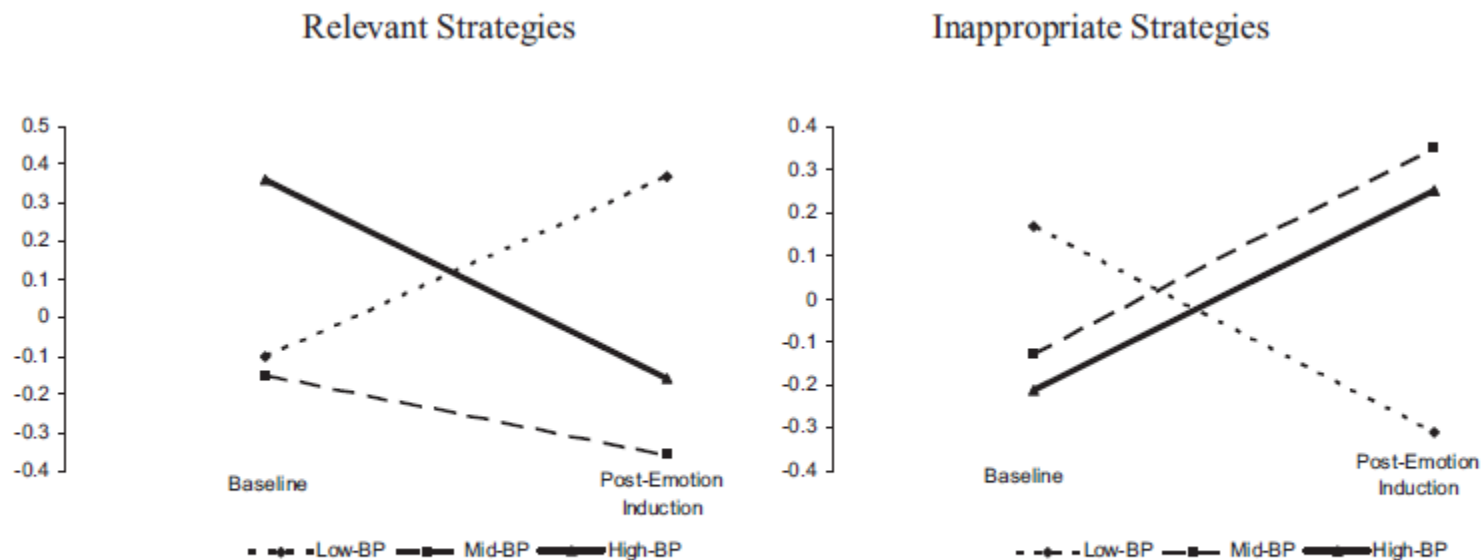 Relevant Strategies
0.5
0.4
0.3
0.2
0.1
0
-0.1
-0.2
-0.3
-0.4
Baseline
Post-Emotion
Induction
Low-BP Mid-BP High-BP
Inappropriate Strategies
0.4
0.3
0.2
0.1
0
-0.1
-0.2
-0.3
-0.4
Baseline
Post-Emotion
Induction
Low-BP Mid-BP High-BP